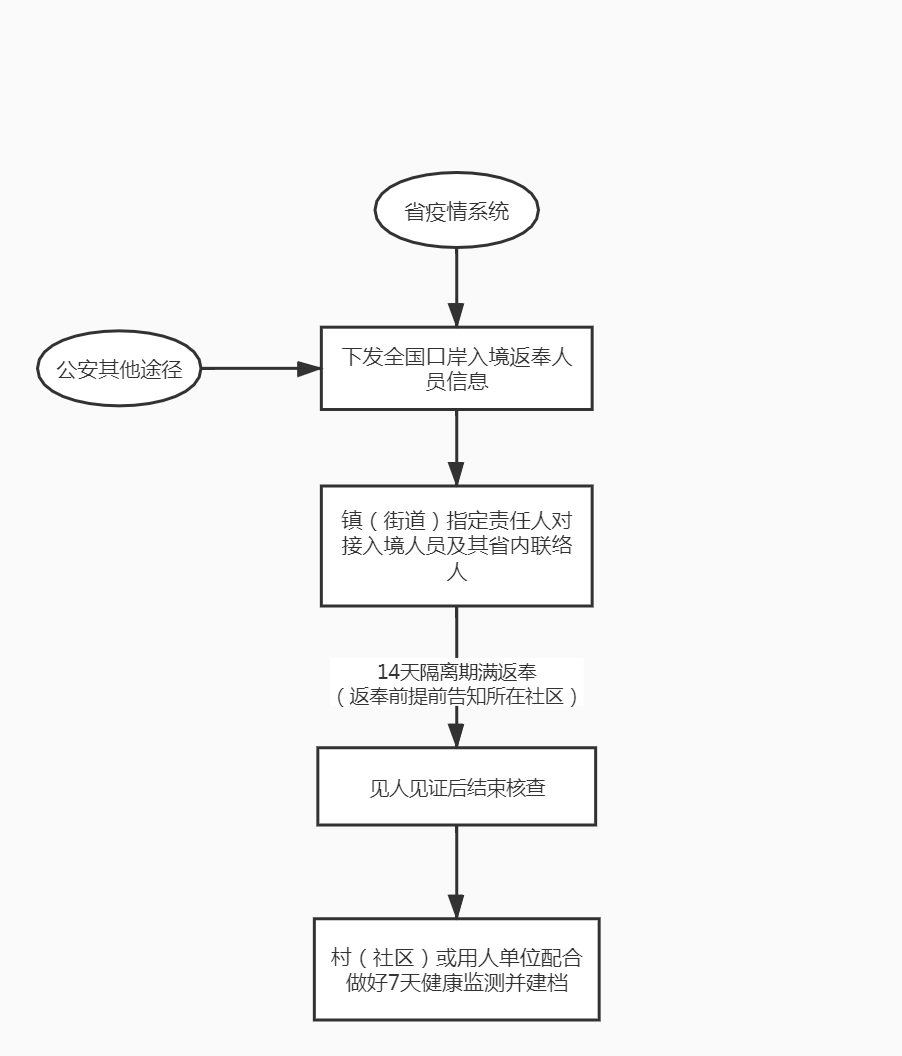 省疫情系统
公安其他途径
下发全国口岸入境返奉人
员信息
镇（街道）指定责任人对
接入境人员及其省内联络
人
14天隔离期满返奉
（返奉前提前告知所在社区）
见人见证后结束核查
村（社区）或用人单位配合
做好7天健康监测并建档